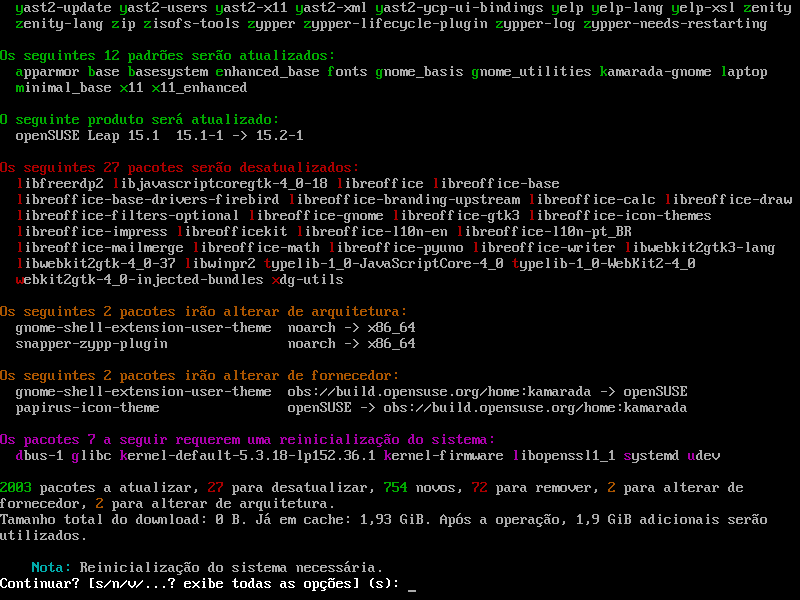 yast2-update yast2-users yast2-x11 yast2-xml yast2-ycp-ui-bindings yelp yelp-lang yelp-xsl zenity
zenity-lang zip zisofs-tools zypper zypper-lifecycle-plugin zypper-log zypper-needs-restarting
Os seguintes 12 padrões serão atualizados:
apparmor base basesystem enhanced_base fonts gnome_basis gnome_utilities kamarada-gnome laptop
minimal_base x11 x11_enhanced
O seguinte produto será atualizado:
openSUSE Leap 15.1 15.1-1 -> 15.2-1
Os seguintes 27 pacotes serão desatualizados:
libfreerdp2 libjavascriptcoregtk-4_0-18 libreoffice libreoffice-base
libreoffice-base-drivers-firebird libreoffice-branding-upstream libreoffice-calc libreoffice-draw
libreoffice-filters-optional libreoffice-gnome libreoffice-gtk3 libreoffice-icon-themes
libreoffice-impress libreofficekit libreoffice-l10n-en libreoffice-l10n-pt_BR
libreoffice-mailmerge libreoffice-math libreoffice-pyuno libreoffice-writer libwebkit2gtk3-lang
libwebkit2gtk-4_0-37 libwinpr2 typelib-1_0-JavaScriptCore-4_0 typelib-1_0-WebKit2-4_0
webkit2gtk-4_0-injected-bundles xdg-utils
Os seguintes 2 pacotes irão alterar de arquitetura:
gnome-shell-extension-user-theme noarch -> x86_64
snapper-zypp-plugin noarch -> x86_64
Os seguintes 2 pacotes irão alterar de fornecedor:
gnome-shell-extension-user-theme obs://build.opensuse.org/home:kamarada -> openSUSE
papirus-icon-theme openSUSE -> obs://build.opensuse.org/home:kamarada
Os pacotes 7 a seguir requerem uma reinicialização do sistema:
dbus-1 glibc kernel-default-5.3.18-lp152.36.1 kernel-firmware libopenssl1_1 systemd udev
2003 pacotes a atualizar, 27 para desatualizar, 754 novos, 72 para remover, 2 para alterar de
fornecedor, 2 para alterar de arquitetura.
Tamanho total do download: 0 B. Já em cache: 1,93 GiB. Após a operação, 1,9 GiB adicionais serão
utilizados.
Nota: Reinicialização do sistema necessária.
Continuar? [s/n/v/...? exibe todas as opções] (s): _